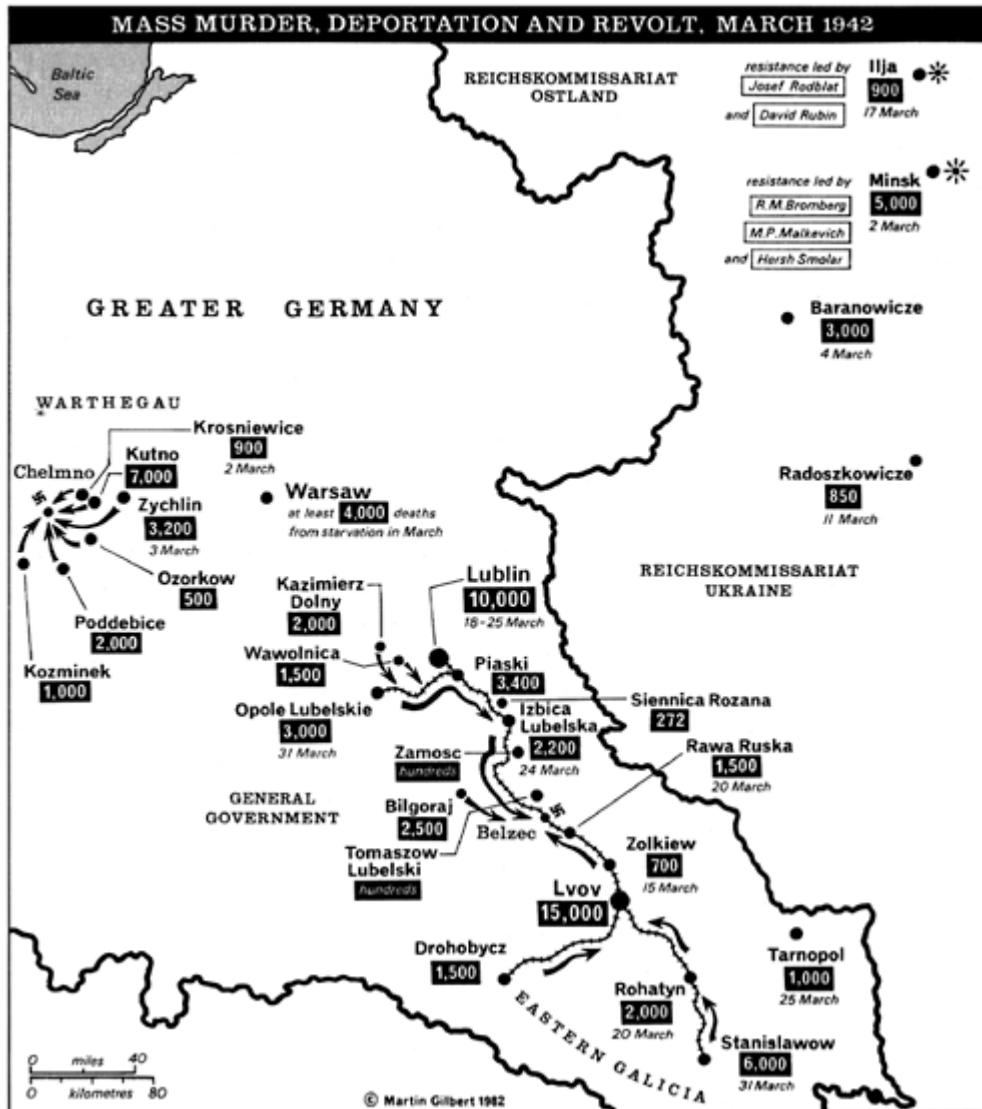 MASS MURDER, DEPORTATION AND REVOLT, MARCH 1942
Baltic
Sea
REICHSKOMMISSARIAT
OSTLAND
resistance led by
Josef Rodblat
and David Rubin
Ilja
900
17 March
resistance led by
R.M.Bromberg
M.P.Malkevich
and Hersh Smolar
Minsk
5,000
2 March
GREATER GERMANY
Baranowicze
3,000
4 March
WARTHEGAU
Krosniewice
900
2 March
Chelmno
Kutno
7,000
Zychlin
3,200
3 March
Warsaw
at least 4,000 deaths
from starvation in March
Radoszkowicze
850
11 March
Ozorkow
500
Poddebice
2,000
Kozminek
1,000
Kazimierz
Dolny
2,000
Lublin
10,000
18-25 March
REICHSKOMMISSARIAT
UKRAINE
Wawolnica
1,500
Piaski
3,400
Opole Lubelskie
3,000
31 March
Izbica
Lubelska
2,200
24 March
Siennica Rozana
272
Zamosc
hundreds
Rawa Ruska
1,500
20 March
GENERAL
GOVERNMENT
Bilgoraj
2,500
Belzec
Tomaszow
Lubelski
hundreds
Zolkiew
700
15 March
Lvov
15,000
Drohobycz
1,500
Tarnopol
1,000
25 March
Rohatyn
2,000
20 March
EASTERN GALICIA
Stanislawow
6,000
31 March
0 miles 40
0 kilometres 80
© Martin Gilbert 1982